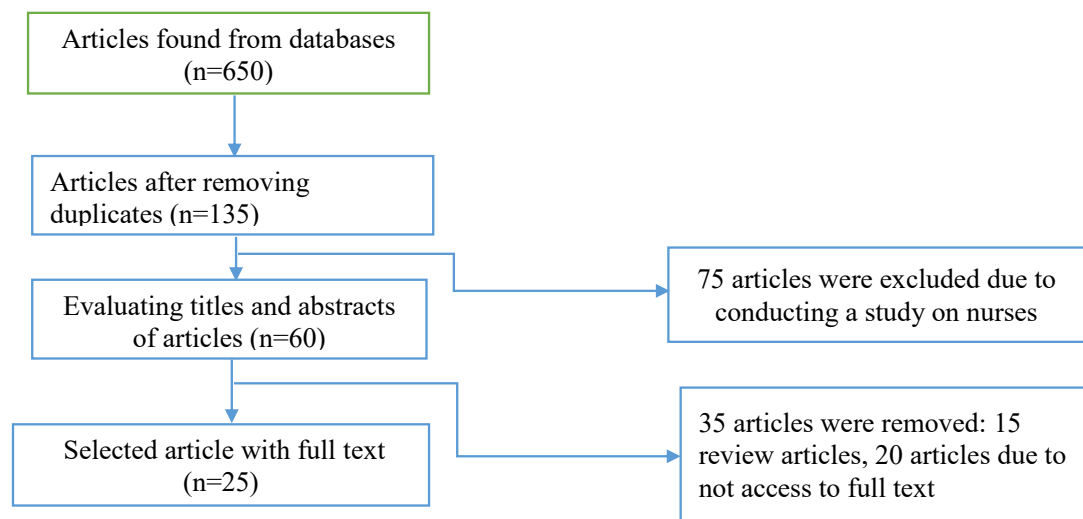 Articles found from databases
(n=650)
Articles after removing
duplicates (n=135)
75 articles were excluded due to
conducting a study on nurses
Evaluating titles and abstracts
of articles (n=60)
35 articles were removed: 15
review articles, 20 articles due to
not access to full text
Selected article with full text
(n=25)